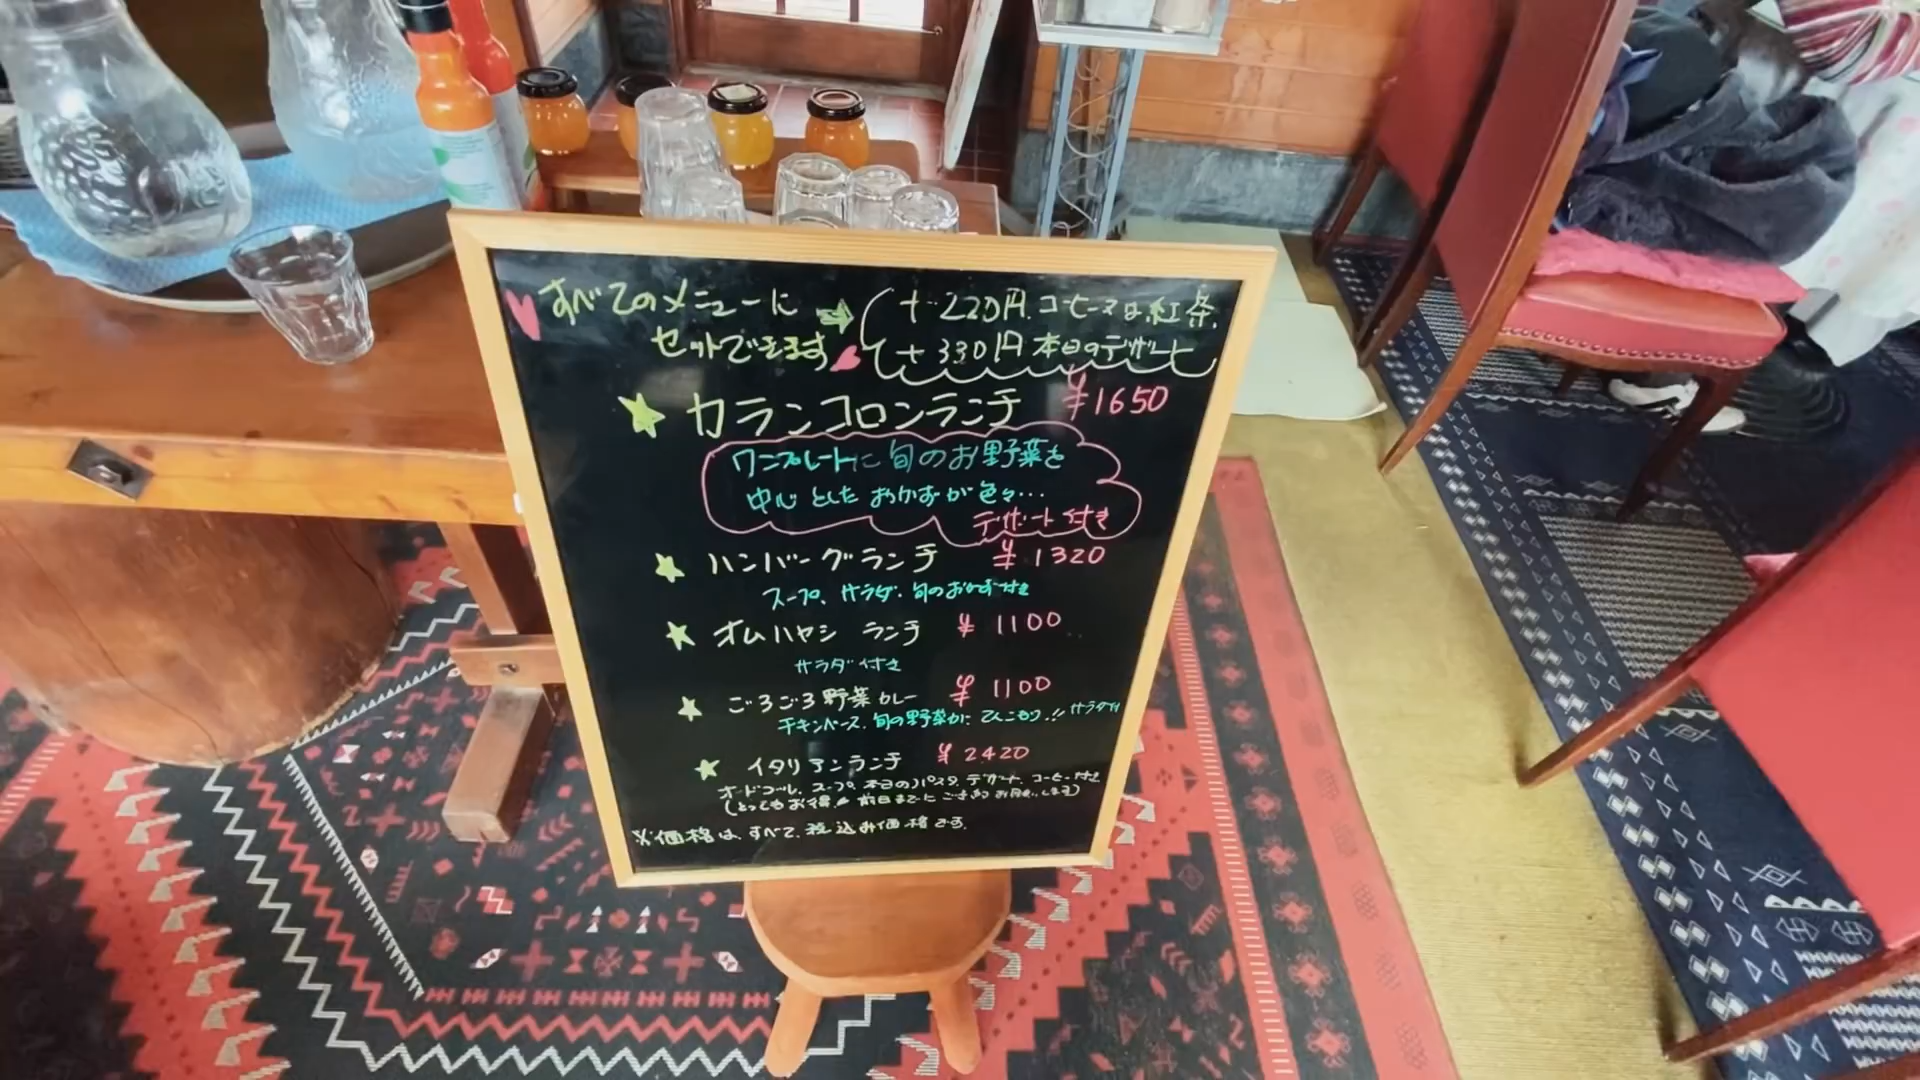 すべてのメニューに
セットできます
+220円. コーヒー又は紅茶.
+330円 本日のデザート
カランコロンランチ ¥1650
ワンプレートに旬のお野菜を
中心としたおかずが色々…
デザート付き
ハンバーグランチ ¥1320
スープ、サラダ、旬のおかず付き
オムハヤシ ランチ ¥1100
サラダ付き
ごろごろ野菜カレー ¥1100
チキンベース、旬の野菜が !! サラダ付
イタリアンランチ ¥2420
オードブル、スープ、本日のパスタ、デザート、コーヒー付き
(とってもお得! 前日までにご予約お願いします)
※価格は、すべて、税込み価格です。